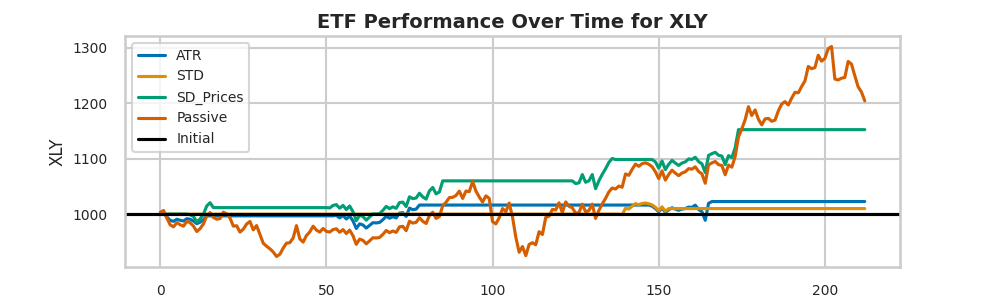 ETF Performance Over Time for XLY
XLY
1300
1200
1100
1000
ATR
STD
SD_Prices
Passive
Initial
0 50 100 150 200